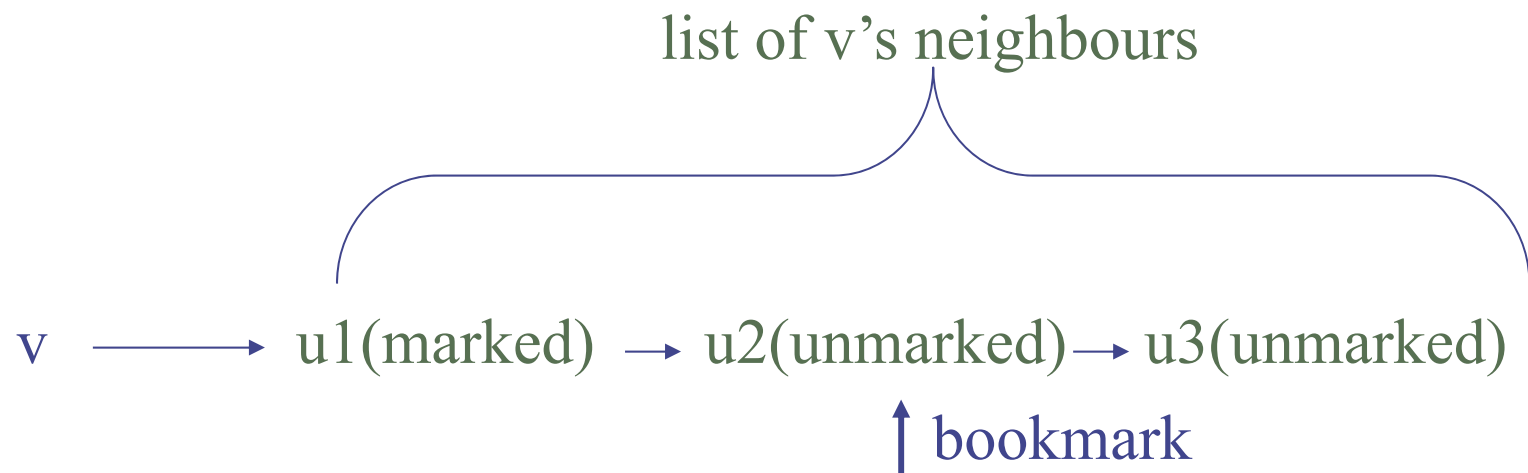 list of v’s neighbours
v u1(marked) u2(unmarked) u3(unmarked)
bookmark